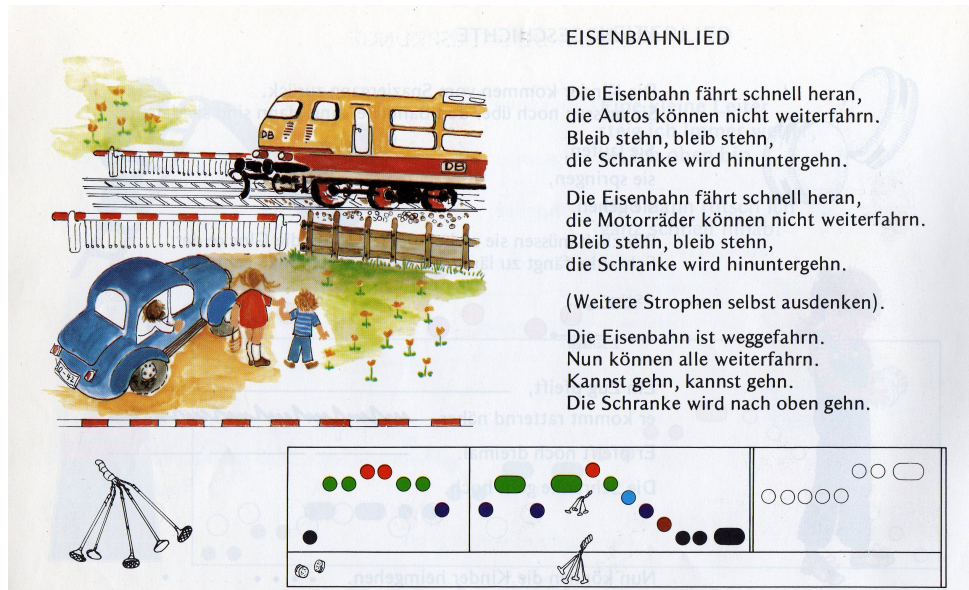 EISENBAHNLIED
Die Eisenbahn fährt schnell heran,
die Autos können nicht weiterfahrn.
Bleib stehn, bleib stehn,
die Schranke wird hinuntergehn.
Die Eisenbahn fährt schnell heran,
die Motorräder können nicht weiterfahrn.
Bleib stehn, bleib stehn,
die Schranke wird hinuntergehn.
(Weitere Strophen selbst ausdenken).
Die Eisenbahn ist weggefahrn.
Nun können alle weiterfahrn.
Kannst gehn, kannst gehn.
Die Schranke wird nach oben gehn.
DB
DB